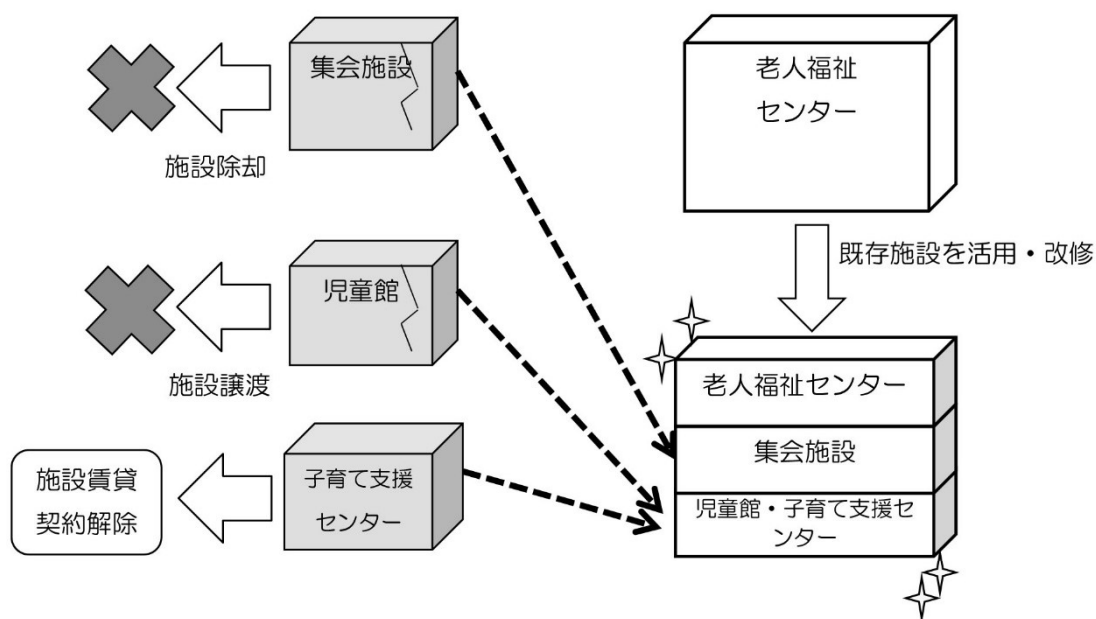 集会施設
施設除却
老人福祉
センター
既存施設を活用・改修
児童館
施設譲渡
子育て支援
センター
施設賃貸
契約解除
老人福祉センター
集会施設
児童館・子育て支援セ
ンター